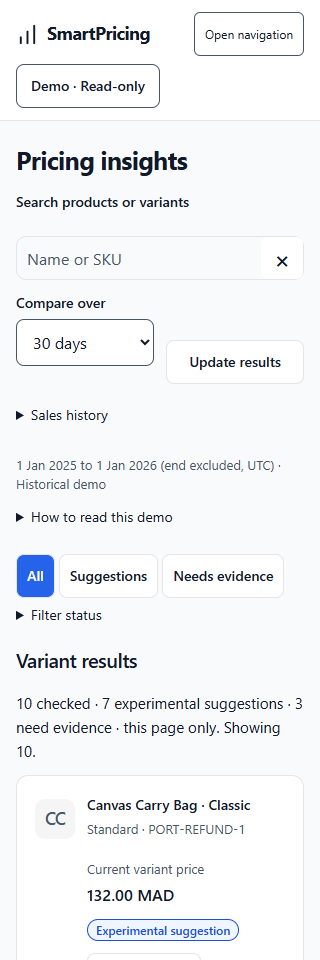 SmartPricing
Open navigation
Demo · Read-only
Pricing insights
Search products or variants
Name or SKU
×
Compare over
30 days
Update results
▶ Sales history
1 Jan 2025 to 1 Jan 2026 (end excluded, UTC) ·
Historical demo
▶ How to read this demo
All
Suggestions
Needs evidence
▶ Filter status
Variant results
10 checked · 7 experimental suggestions · 3
need evidence · this page only. Showing
10.
CC
Canvas Carry Bag · Classic
Standard · PORT-REFUND-1
Current variant price
132.00 MAD
Experimental suggestion